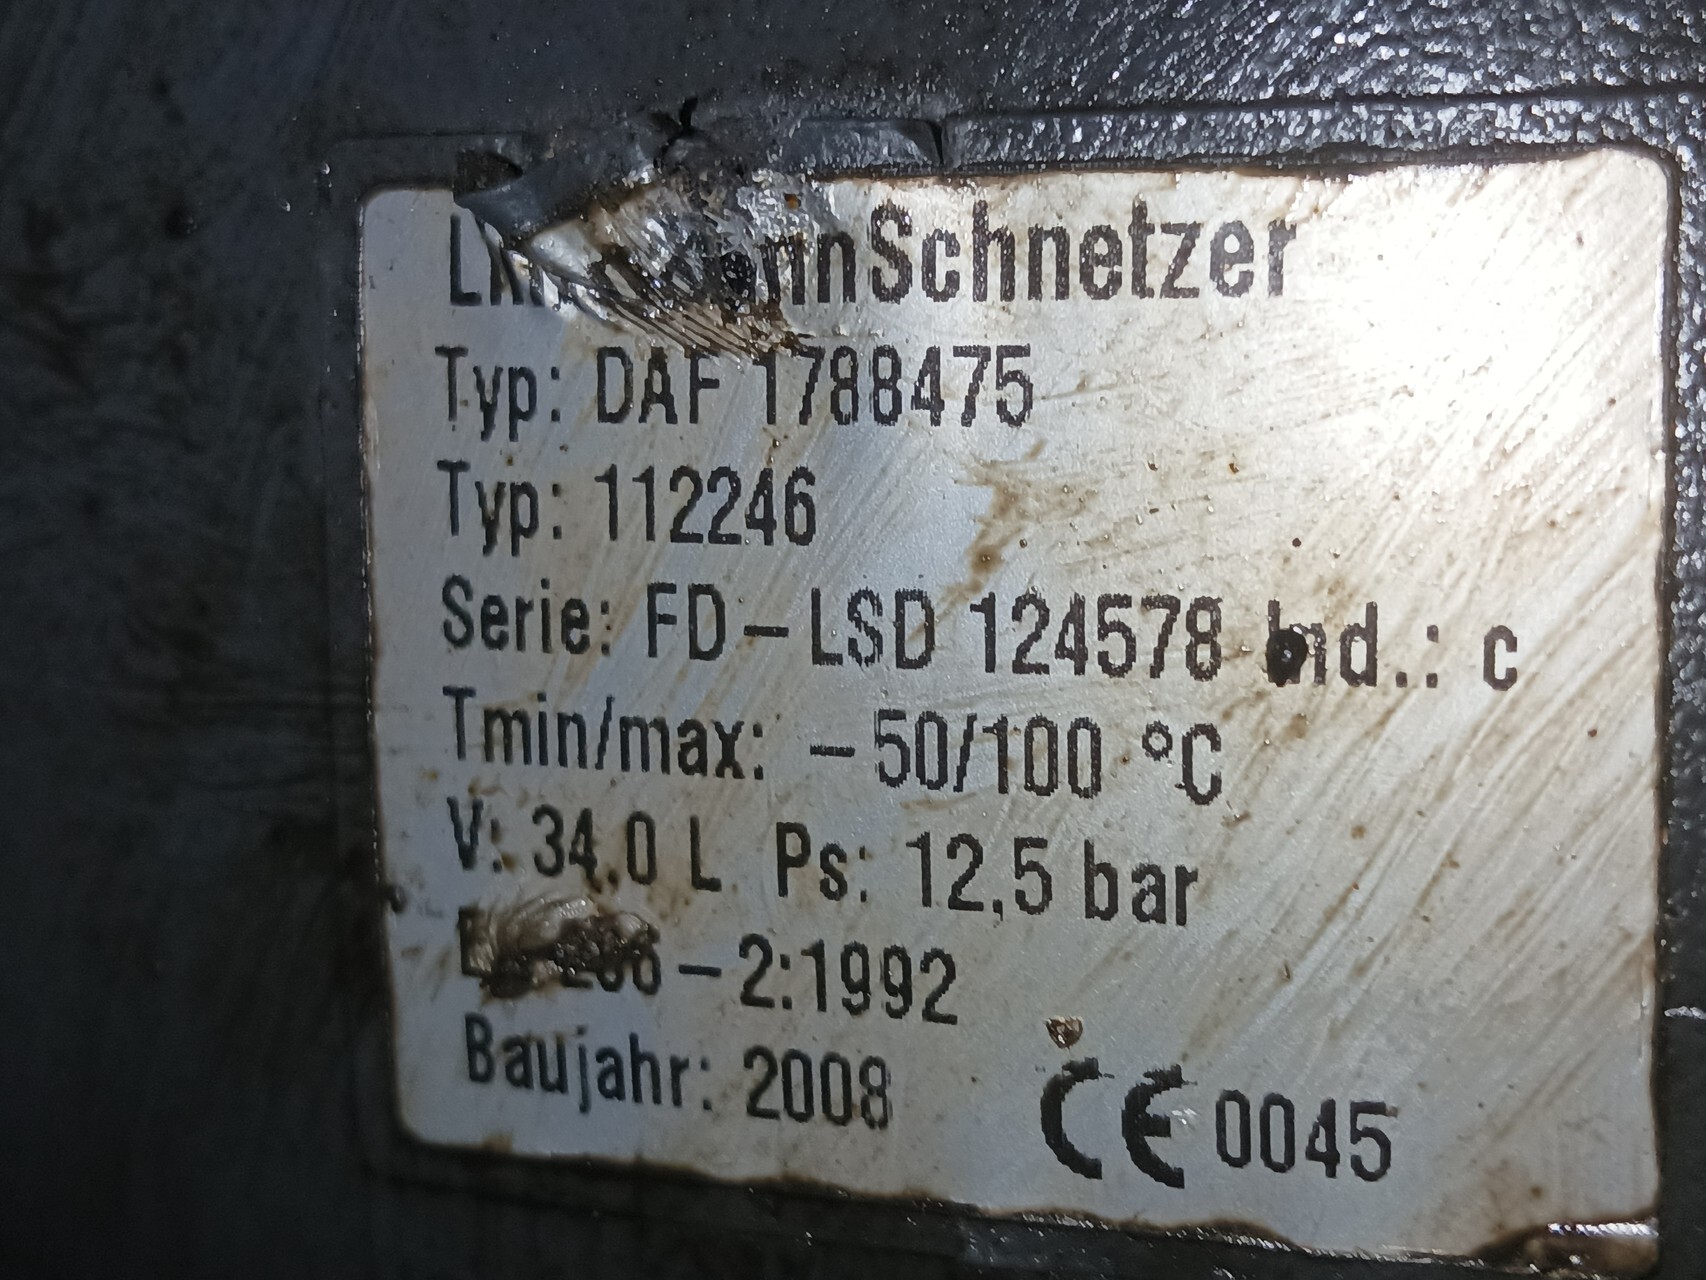 Schnetzer
Typ: DAF 1788475
Typ: 112246
Serie: FD-LSD 124578 Ind.: c
Tmin/max: -50/100 °C
V: 34.0 L Ps: 12,5 bar
-2:1992
Baujahr: 2008 CE 0045